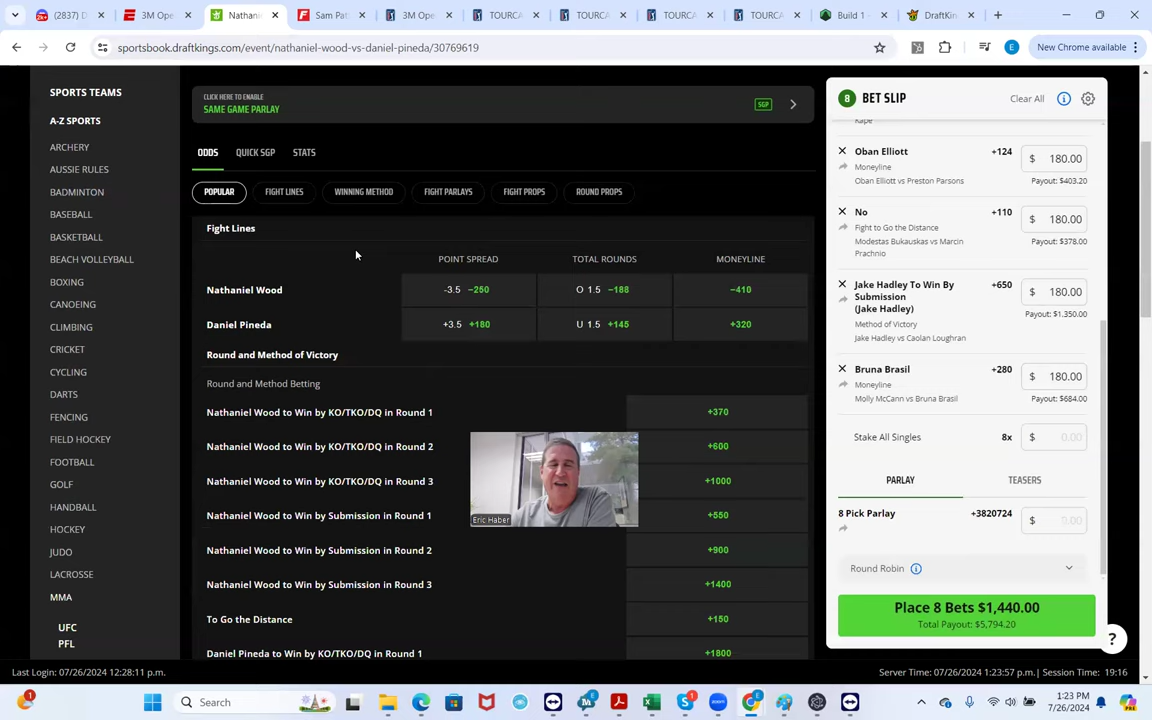 (2837) D
3M Ope
Nathani
Sam Pat
3M Ope
TOURCA
TOURCA
TOURCA
TOURCA
Build 1
DraftKin
sportsbook.draftkings.com/event/nathaniel-wood-vs-daniel-pineda/30769619
E
New Chrome available
SPORTS TEAMS
A-Z SPORTS
ARCHERY
AUSSIE RULES
BADMINTON
BASEBALL
BASKETBALL
BEACH VOLLEYBALL
BOXING
CANOEING
CLIMBING
CRICKET
CYCLING
DARTS
FENCING
FIELD HOCKEY
FOOTBALL
GOLF
HANDBALL
HOCKEY
JUDO
LACROSSE
MMA
UFC
PFL
CLICK HERE TO ENABLE
SAME GAME PARLAY
SGP
ODDS QUICK SGP STATS
POPULAR FIGHT LINES WINNING METHOD FIGHT PARLAYS FIGHT PROPS ROUND PROPS
Fight Lines
POINT SPREAD TOTAL ROUNDS MONEYLINE
Nathaniel Wood -3.5 −250 O 1.5 −188 −410
Daniel Pineda +3.5 +180 U 1.5 +145 +320
Round and Method of Victory
Round and Method Betting
Nathaniel Wood to Win by KO/TKO/DQ in Round 1 +370
Nathaniel Wood to Win by KO/TKO/DQ in Round 2 +600
Nathaniel Wood to Win by KO/TKO/DQ in Round 3 +1000
Nathaniel Wood to Win by Submission in Round 1 +550
Nathaniel Wood to Win by Submission in Round 2 +900
Nathaniel Wood to Win by Submission in Round 3 +1400
To Go the Distance +150
Daniel Pineda to Win by KO/TKO/DQ in Round 1 +1800
Eric Haber
8 BET SLIP Clear All
Kape
Oban Elliott +124 $ 180.00
Moneyline
Oban Elliott vs Preston Parsons Payout: $403.20
No +110 $ 180.00
Fight to Go the Distance
Modestas Bukauskas vs Marcin Payout: $378.00
Prachnio
Jake Hadley To Win By +650 $ 180.00
Submission
(Jake Hadley) Payout: $1,350.00
Method of Victory
Jake Hadley vs Caolan Loughran
Bruna Brasil +280 $ 180.00
Moneyline
Molly McCann vs Bruna Brasil Payout: $684.00
Stake All Singles 8x $ 0.00
PARLAY TEASERS
8 Pick Parlay +3820724 $ 0.00
Round Robin
Place 8 Bets $1,440.00
Total Payout: $5,794.20
?
Last Login: 07/26/2024 12:28:11 p.m. Server Time: 07/26/2024 1:23:57 p.m. | Session Time: 19:16
1
Search
1:23 PM
7/26/2024